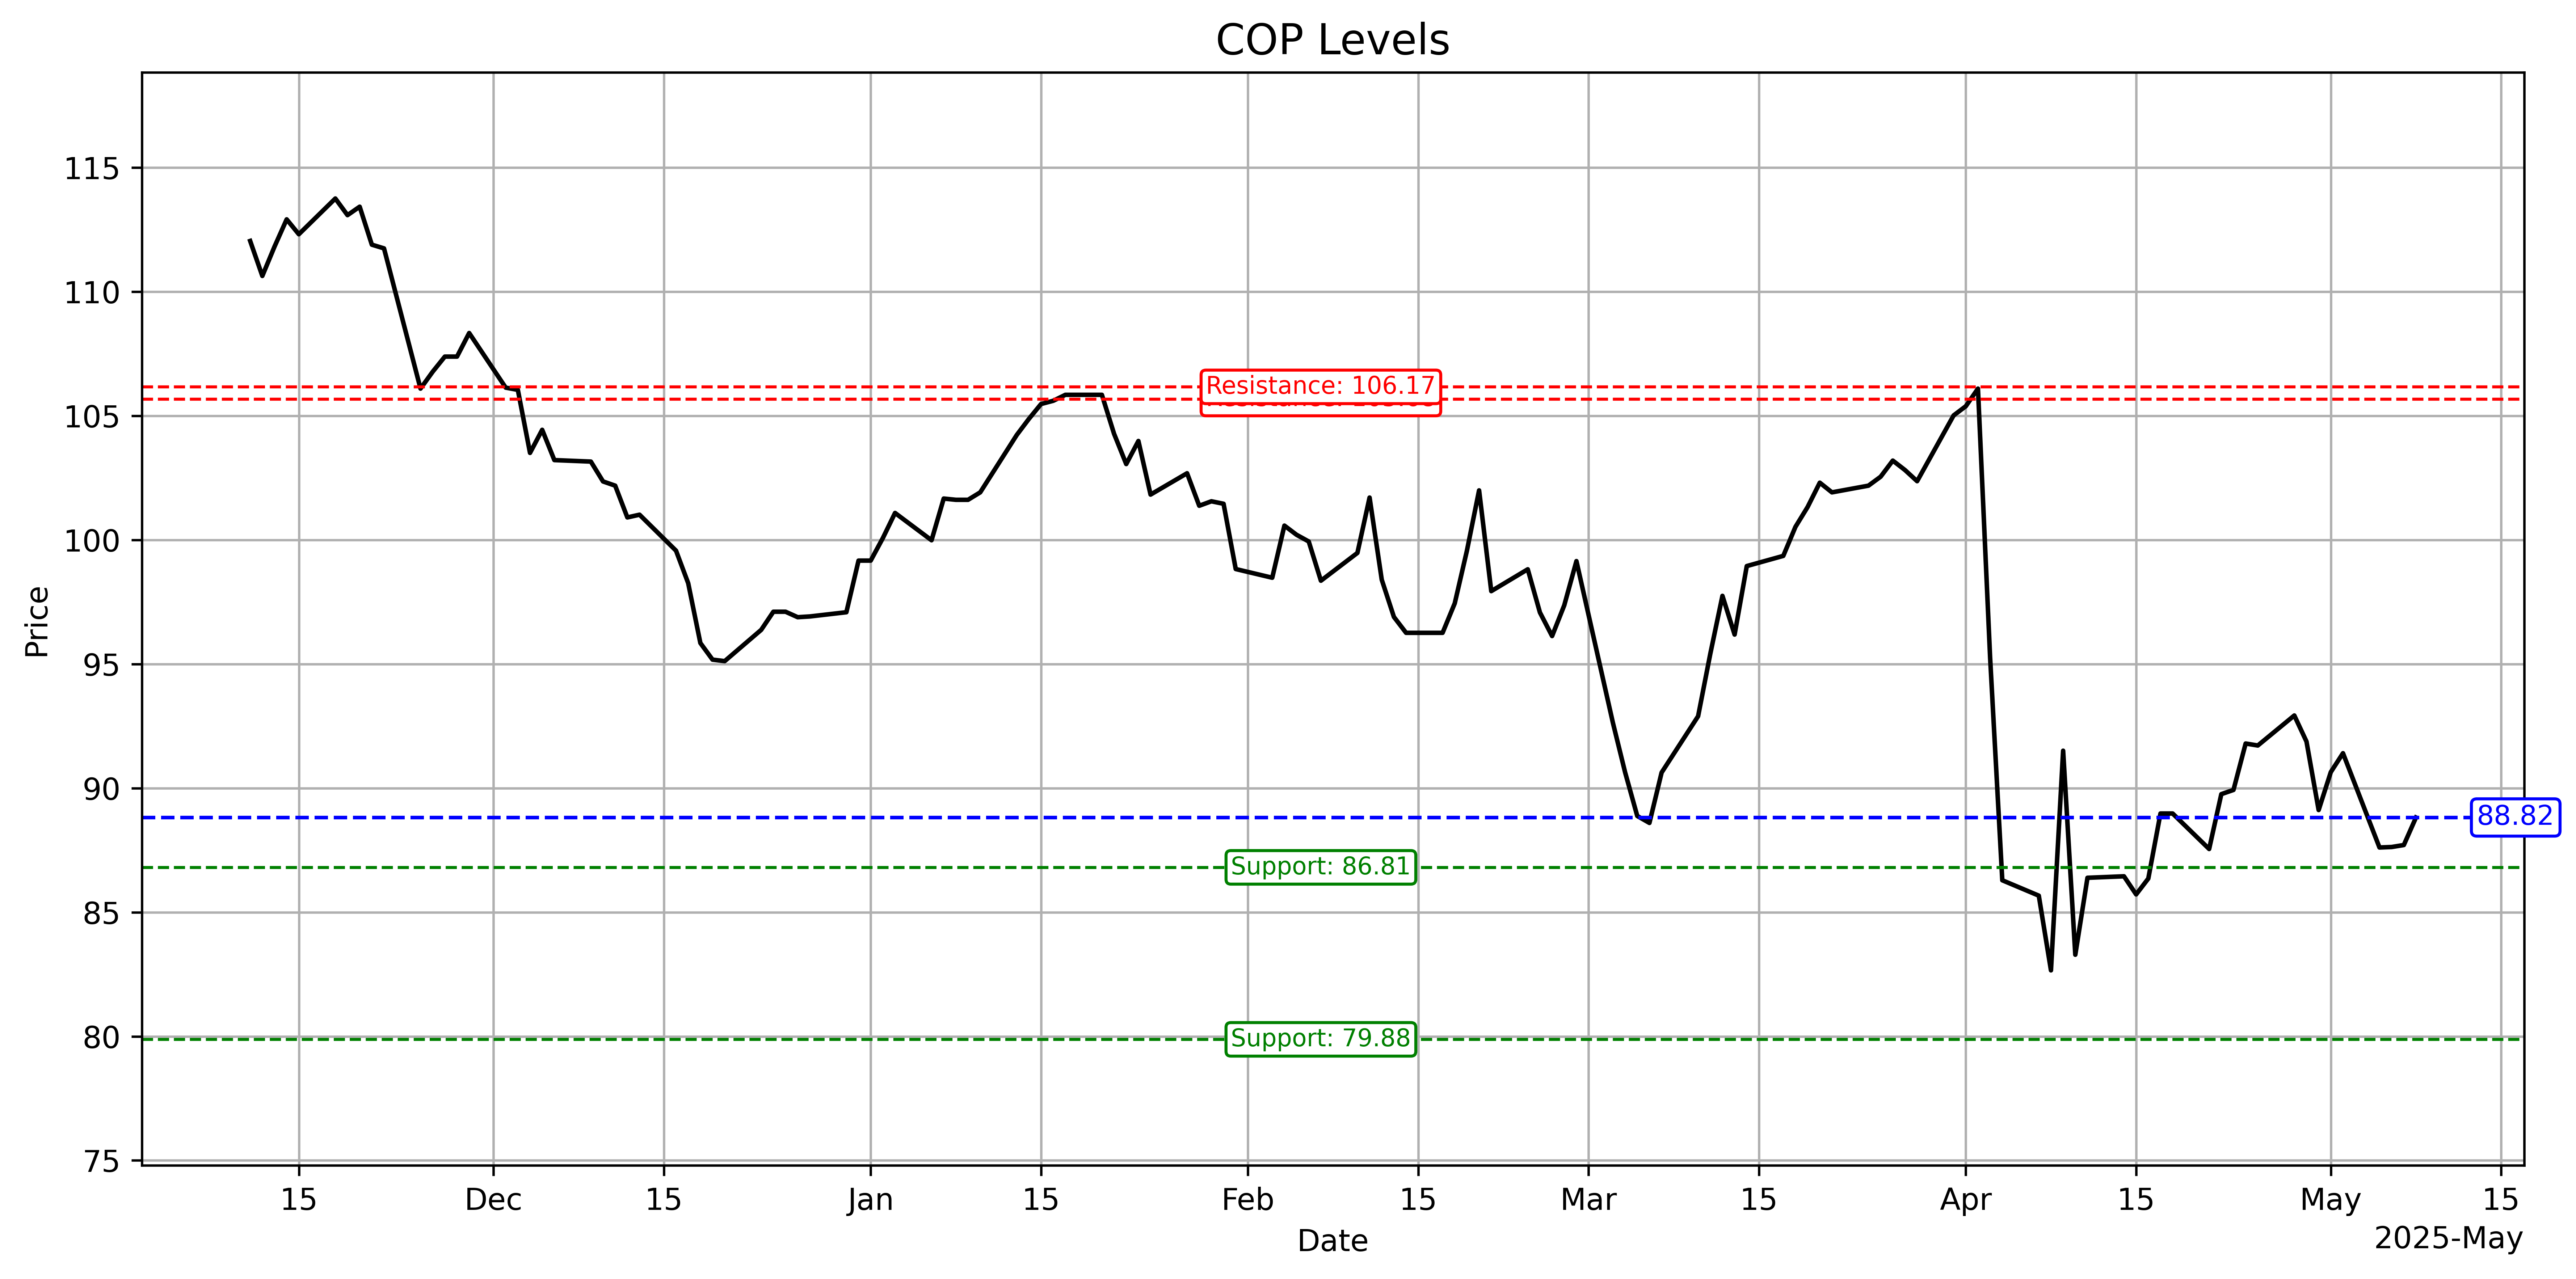 COP Levels
115
110
105
100
95
90
85
80
75
Price
Resistance: 106.17
88.82
Support: 86.81
Support: 79.88
15
Dec
15
Jan
15
Feb
15
Mar
15
Apr
15
May
15
Date
2025-May